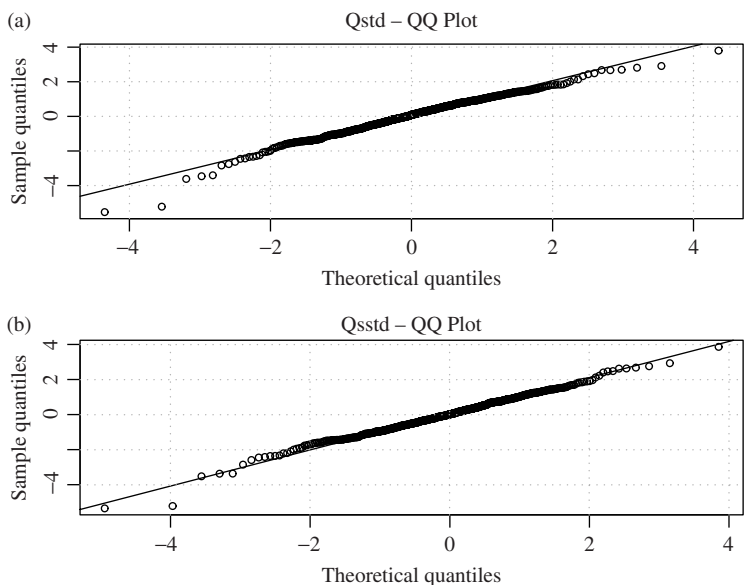 (a)
Qstd – QQ Plot
Sample quantiles
4
2
0
−4
−4
−2
0
2
4
Theoretical quantiles
(b)
Qsstd – QQ Plot
Sample quantiles
4
2
0
−4
−4
−2
0
2
4
Theoretical quantiles